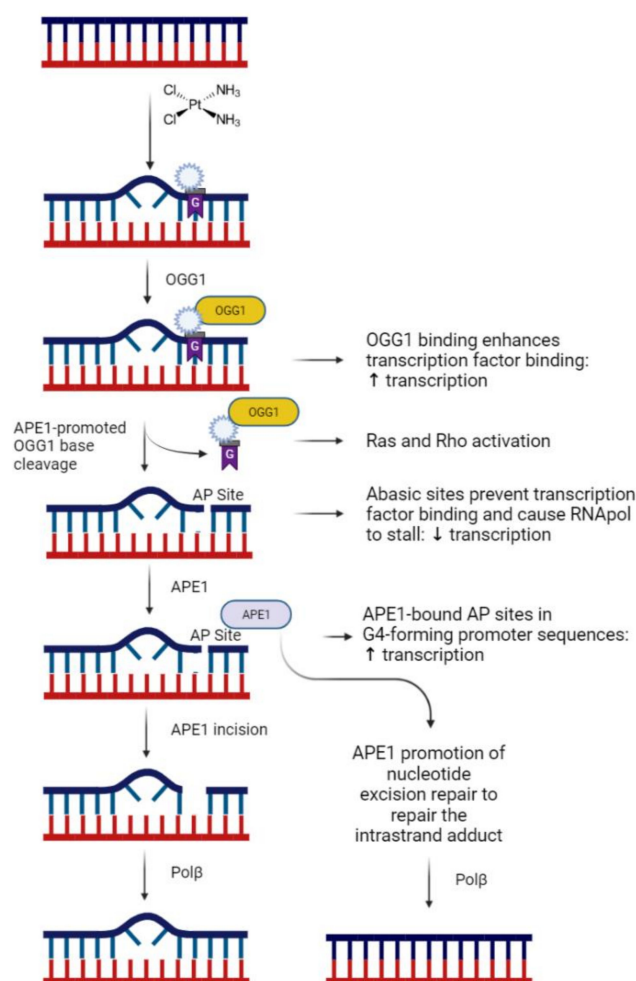 Cl
NH3
Pt
Cl
NH3
G
OGG1
OGG1
G
OGG1 binding enhances
transcription factor binding:
↑ transcription
APE1-promoted
OGG1 base
cleavage
OGG1
G
Ras and Rho activation
AP Site
Abasic sites prevent transcription
factor binding and cause RNApol
to stall: ↓ transcription
APE1
APE1
AP Site
APE1-bound AP sites in
G4-forming promoter sequences:
↑ transcription
APE1 incision
APE1 promotion of
nucleotide
excision repair to
repair the
intrastrand adduct
Polβ
Polβ